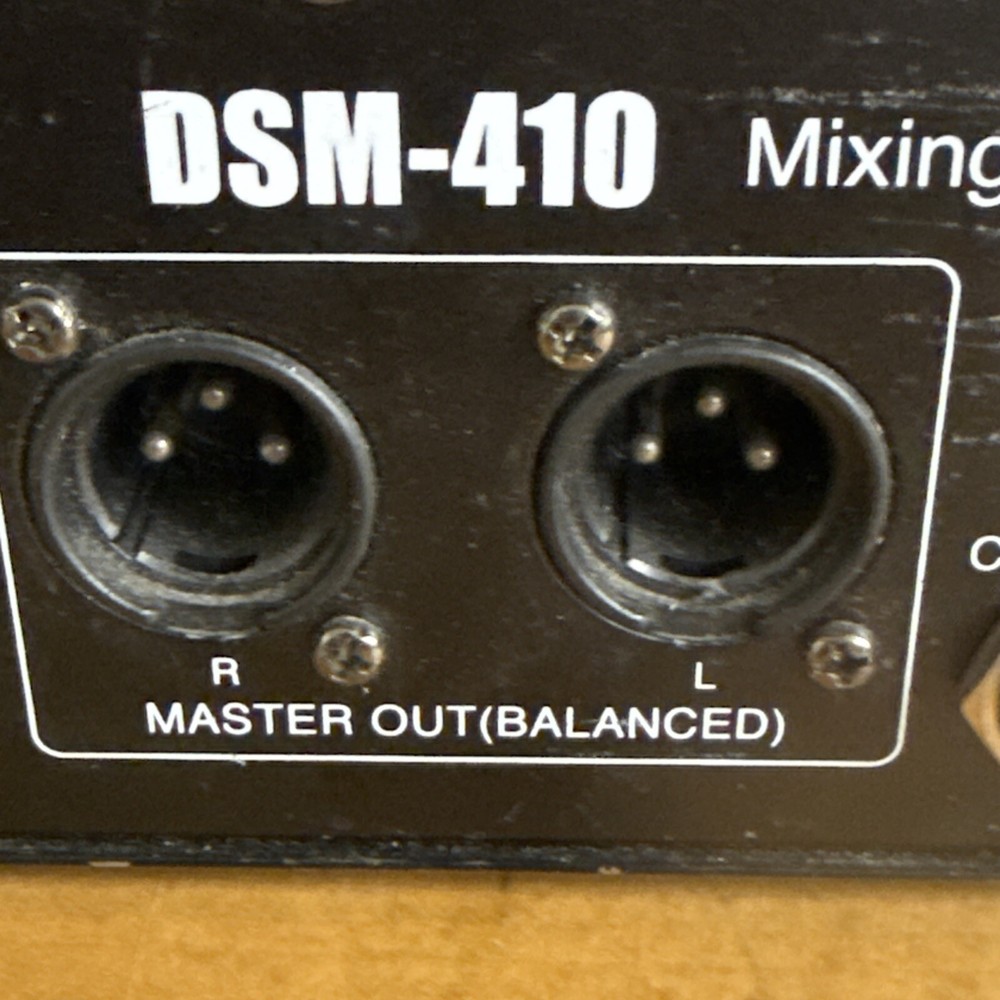 DSM-410 Mixing
R L
MASTER OUT(BALANCED)